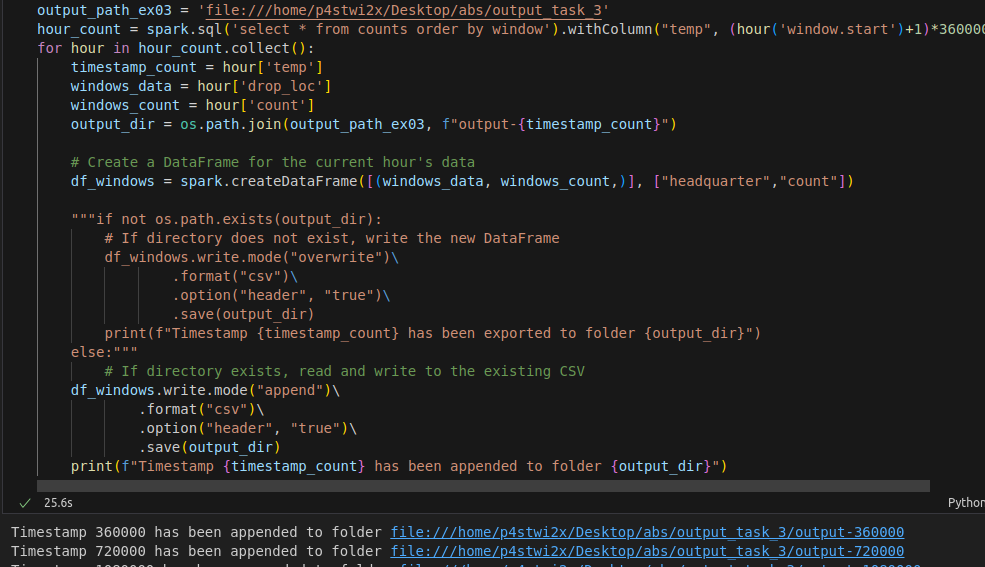 output_path_ex03 = 'file:///home/p4stwi2x/Desktop/abs/output_task_3'
hour_count = spark.sql('select * from counts order by window').withColumn("temp", (hour('window.start')+1)*360000
for hour in hour_count.collect():
    timestamp_count = hour['temp']
    windows_data = hour['drop_loc']
    windows_count = hour['count']
    output_dir = os.path.join(output_path_ex03, f"output-{timestamp_count}")
    # Create a DataFrame for the current hour's data
    df_windows = spark.createDataFrame([(windows_data, windows_count,)], ["headquarter","count"])
    """if not os.path.exists(output_dir):
        # If directory does not exist, write the new DataFrame
        df_windows.write.mode("overwrite")\
                .format("csv")\
                .option("header", "true")\
                .save(output_dir)
        print(f"Timestamp {timestamp_count} has been exported to folder {output_dir}")
    else:"""
        # If directory exists, read and write to the existing CSV
    df_windows.write.mode("append")\
            .format("csv")\
            .option("header", "true")\
            .save(output_dir)
    print(f"Timestamp {timestamp_count} has been appended to folder {output_dir}")
25.6s
Python
Timestamp 360000 has been appended to folder file:///home/p4stwi2x/Desktop/abs/output_task_3/output-360000
Timestamp 720000 has been appended to folder file:///home/p4stwi2x/Desktop/abs/output_task_3/output-720000